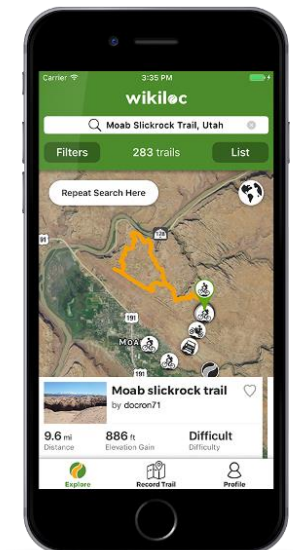 Carrier 3:35 PM
wikiloc
Moab Slickrock Trail, Utah
Filters 283 trails List
Repeat Search Here
128
191
MOA
191
Moab slickrock trail
by docron71
9.6 mi 886 ft Difficult
Distance Elevation Gain Difficulty
Explore Record Trail Profile